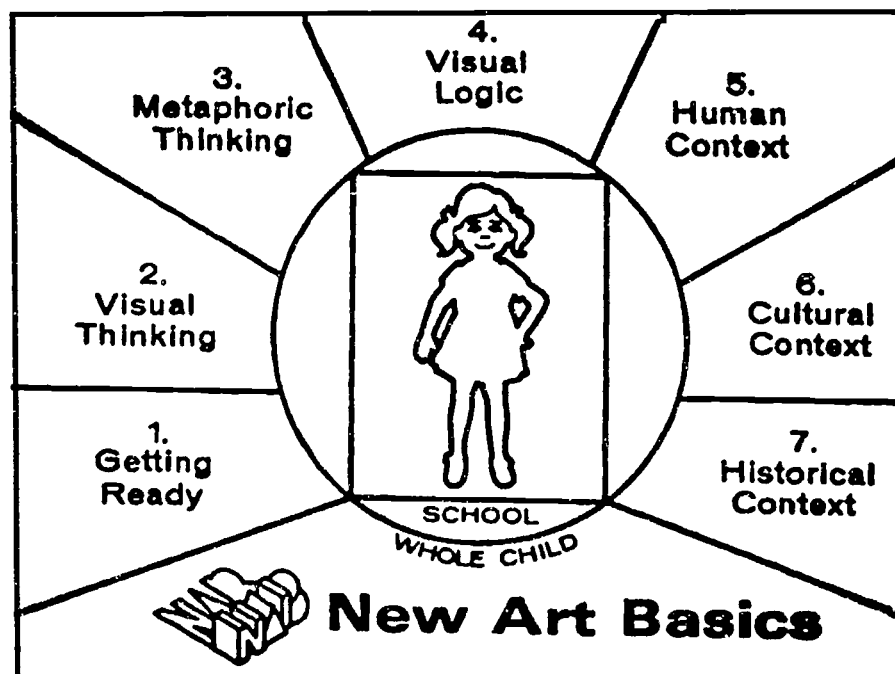 1.
Getting
Ready
2.
Visual
Thinking
3.
Metaphoric
Thinking
4.
Visual
Logic
5.
Human
Context
6.
Cultural
Context
7.
Historical
Context
SCHOOL
WHOLE CHILD
New Art Basics